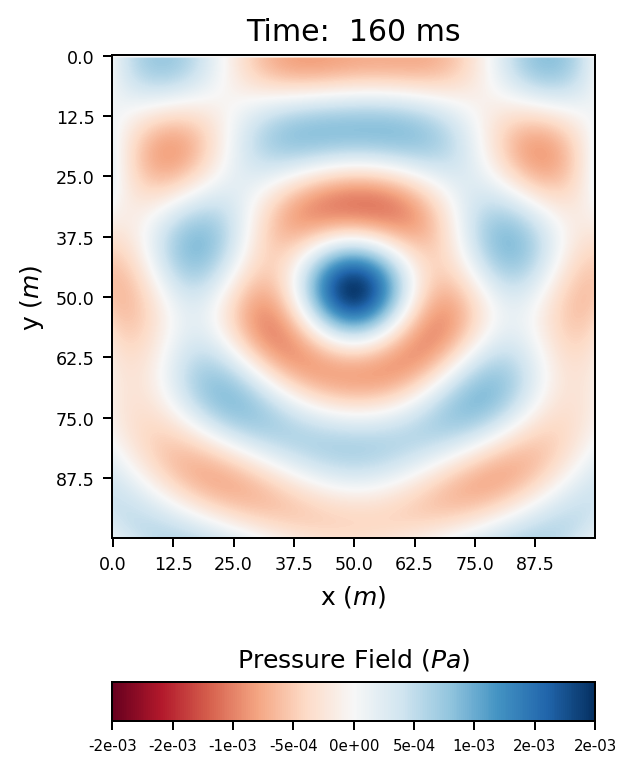 Time:  160 ms
0.0
12.5
25.0
37.5
50.0
62.5
75.0
87.5
y (m)
0.0 12.5 25.0 37.5 50.0 62.5 75.0 87.5
x (m)
Pressure Field (Pa)
-2e-03 -2e-03 -1e-03 -5e-04 0e+00 5e-04 1e-03 2e-03 2e-03